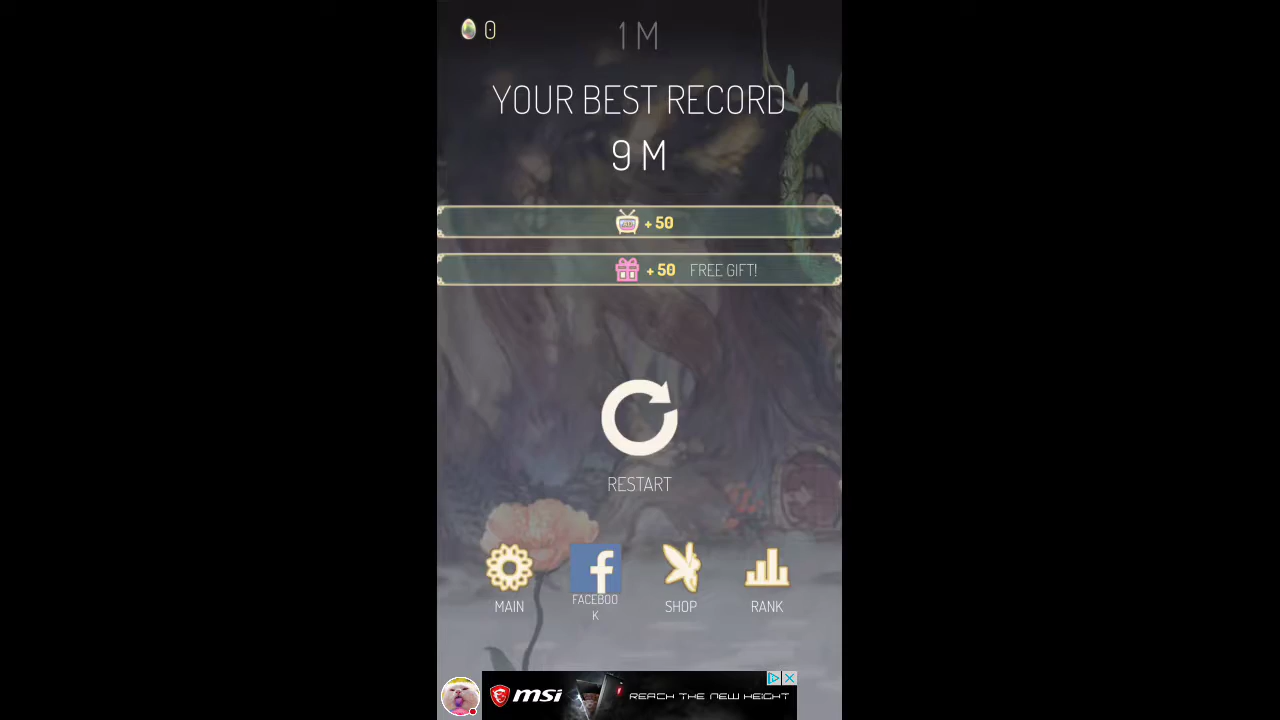 0
1 M
YOUR BEST RECORD
9 M
+ 50
+ 50 FREE GIFT!
RESTART
MAIN
FACEBOO
K
SHOP
RANK
msi REACH THE NEW HEIGHT